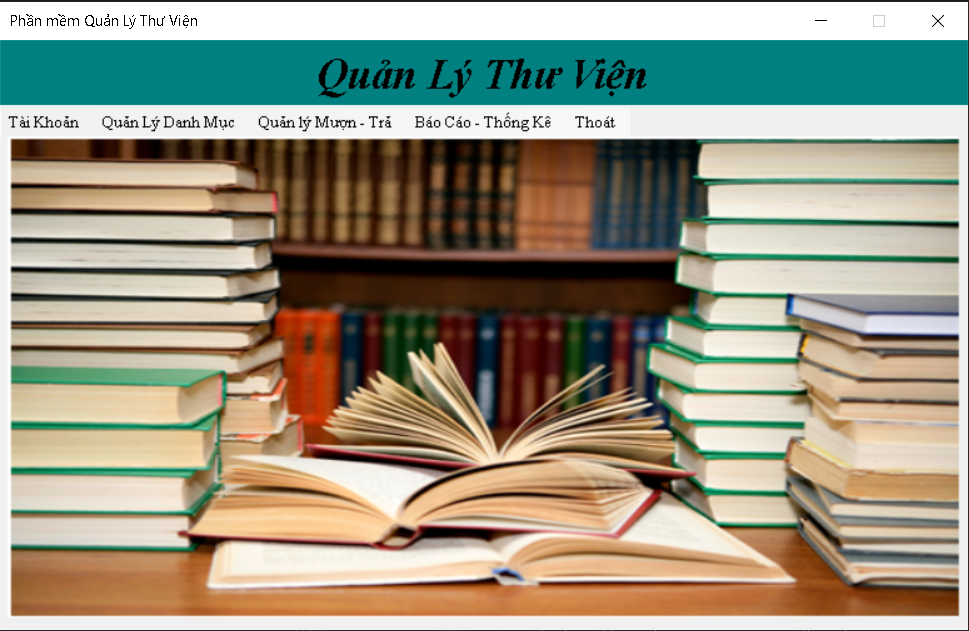 Phần mềm Quản Lý Thư Viện
Quản Lý Thư Viện
Tài Khoản Quản Lý Danh Mục Quản lý Mượn - Trả Báo Cáo - Thống Kê Thoát